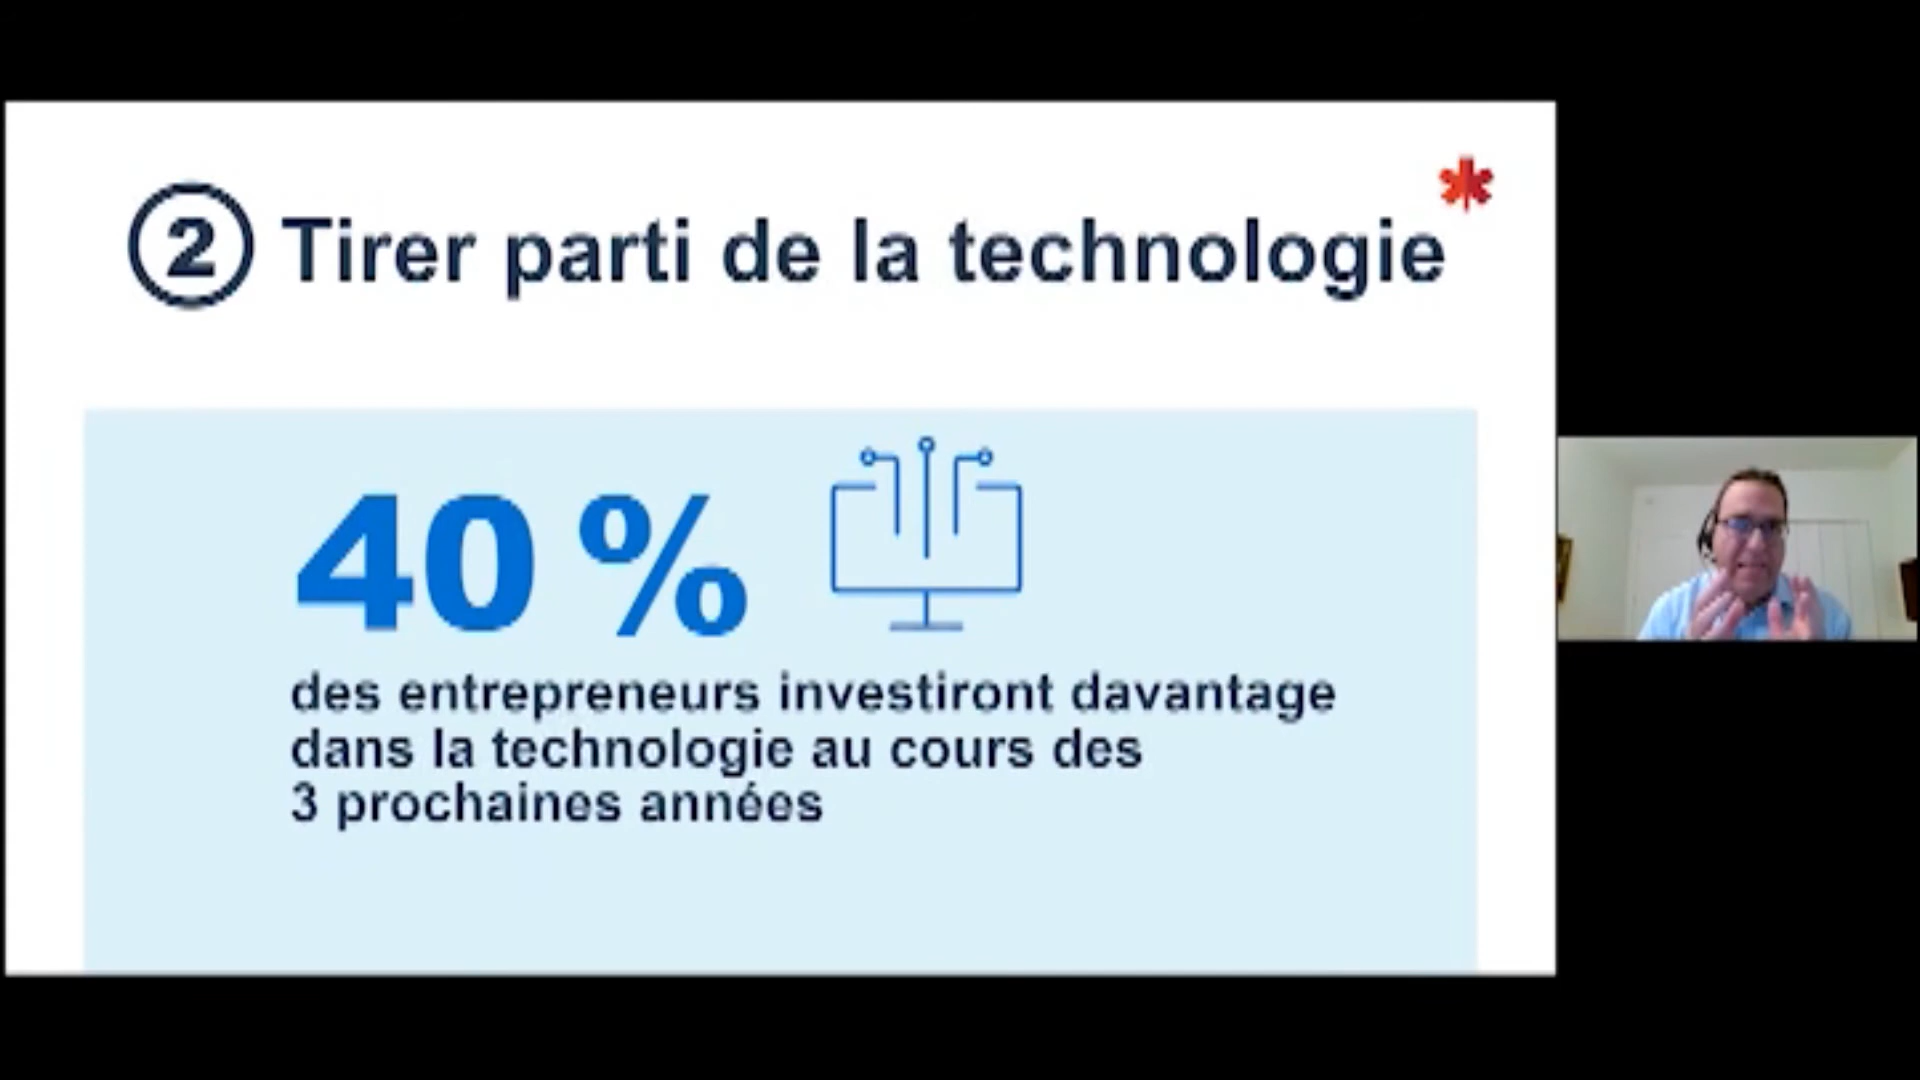 2 Tirer parti de la technologie
40 %
des entrepreneurs investiront davantage
dans la technologie au cours des
3 prochaines années